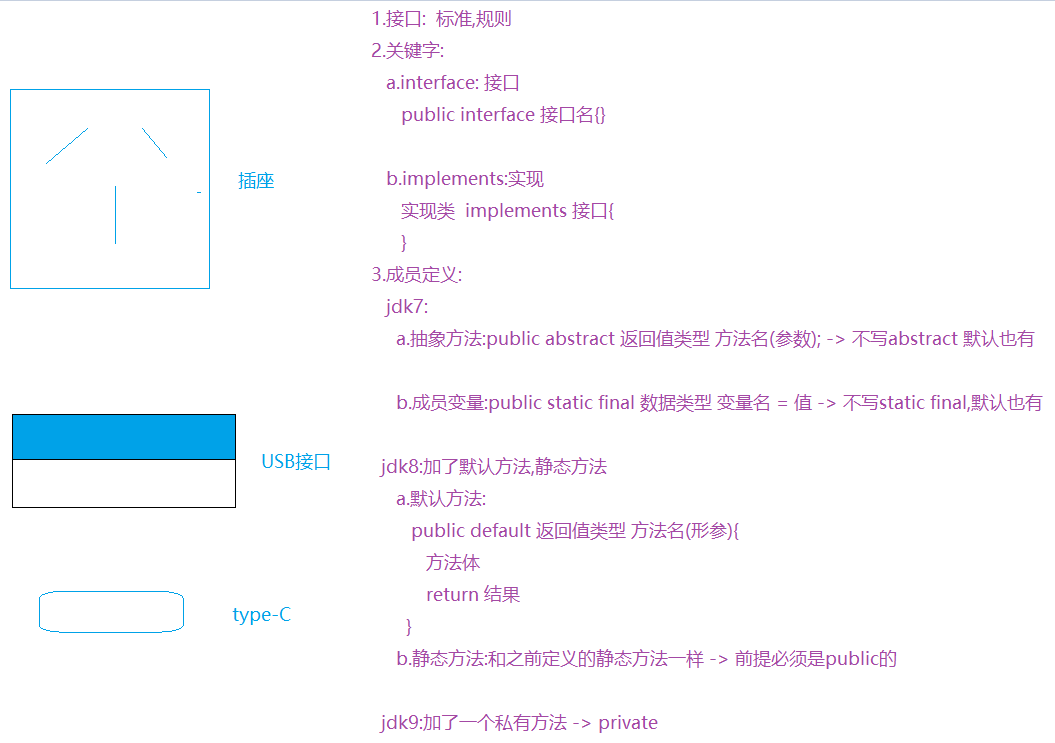 1.接口: 标准,规则
2.关键字:
a.interface: 接口
public interface 接口名{}
b.implements:实现
实现类 implements 接口{
}
3.成员定义:
jdk7:
a.抽象方法:public abstract 返回值类型 方法名(参数); -> 不写abstract 默认也有
b.成员变量:public static final 数据类型 变量名 = 值 -> 不写static final,默认也有
jdk8:加了默认方法,静态方法
a.默认方法:
public default 返回值类型 方法名(形参){
方法体
return 结果
}
b.静态方法:和之前定义的静态方法一样 -> 前提必须是public的
jdk9:加了一个私有方法 -> private
插座
USB接口
type-C